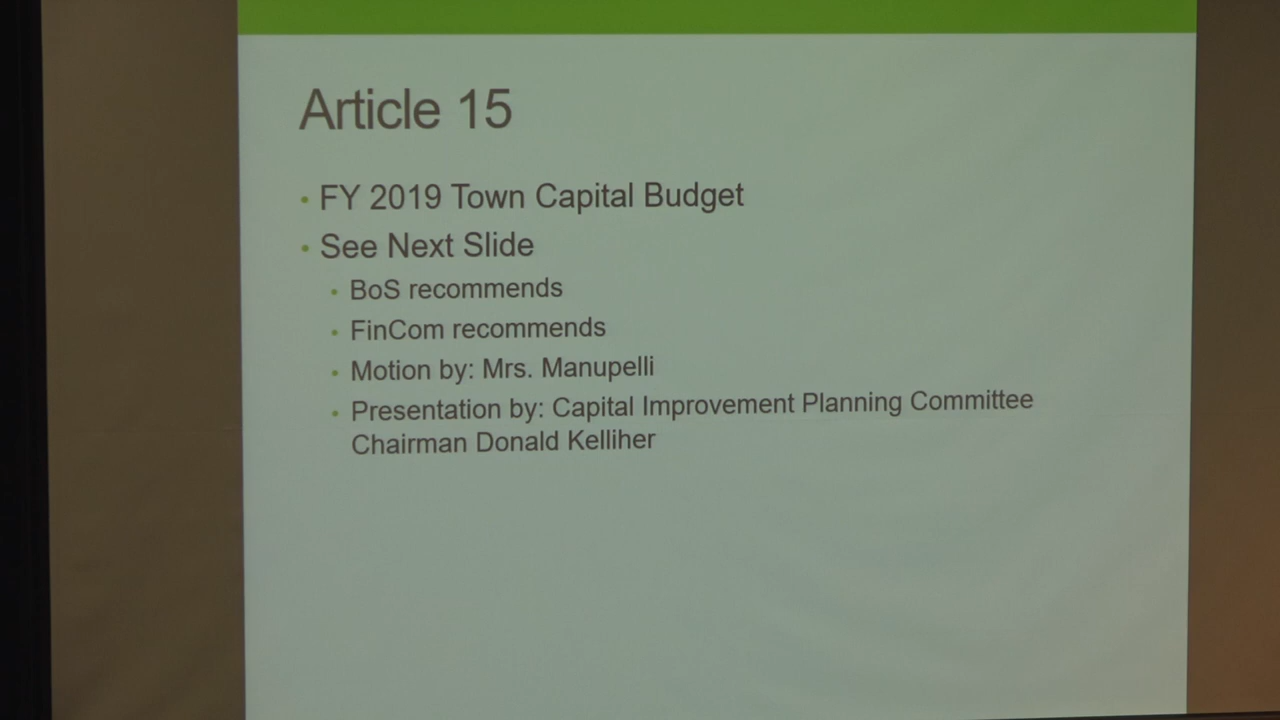 Article 15
• FY 2019 Town Capital Budget
• See Next Slide
• BoS recommends
• FinCom recommends
• Motion by: Mrs. Manupelli
• Presentation by: Capital Improvement Planning Committee
Chairman Donald Kelliher